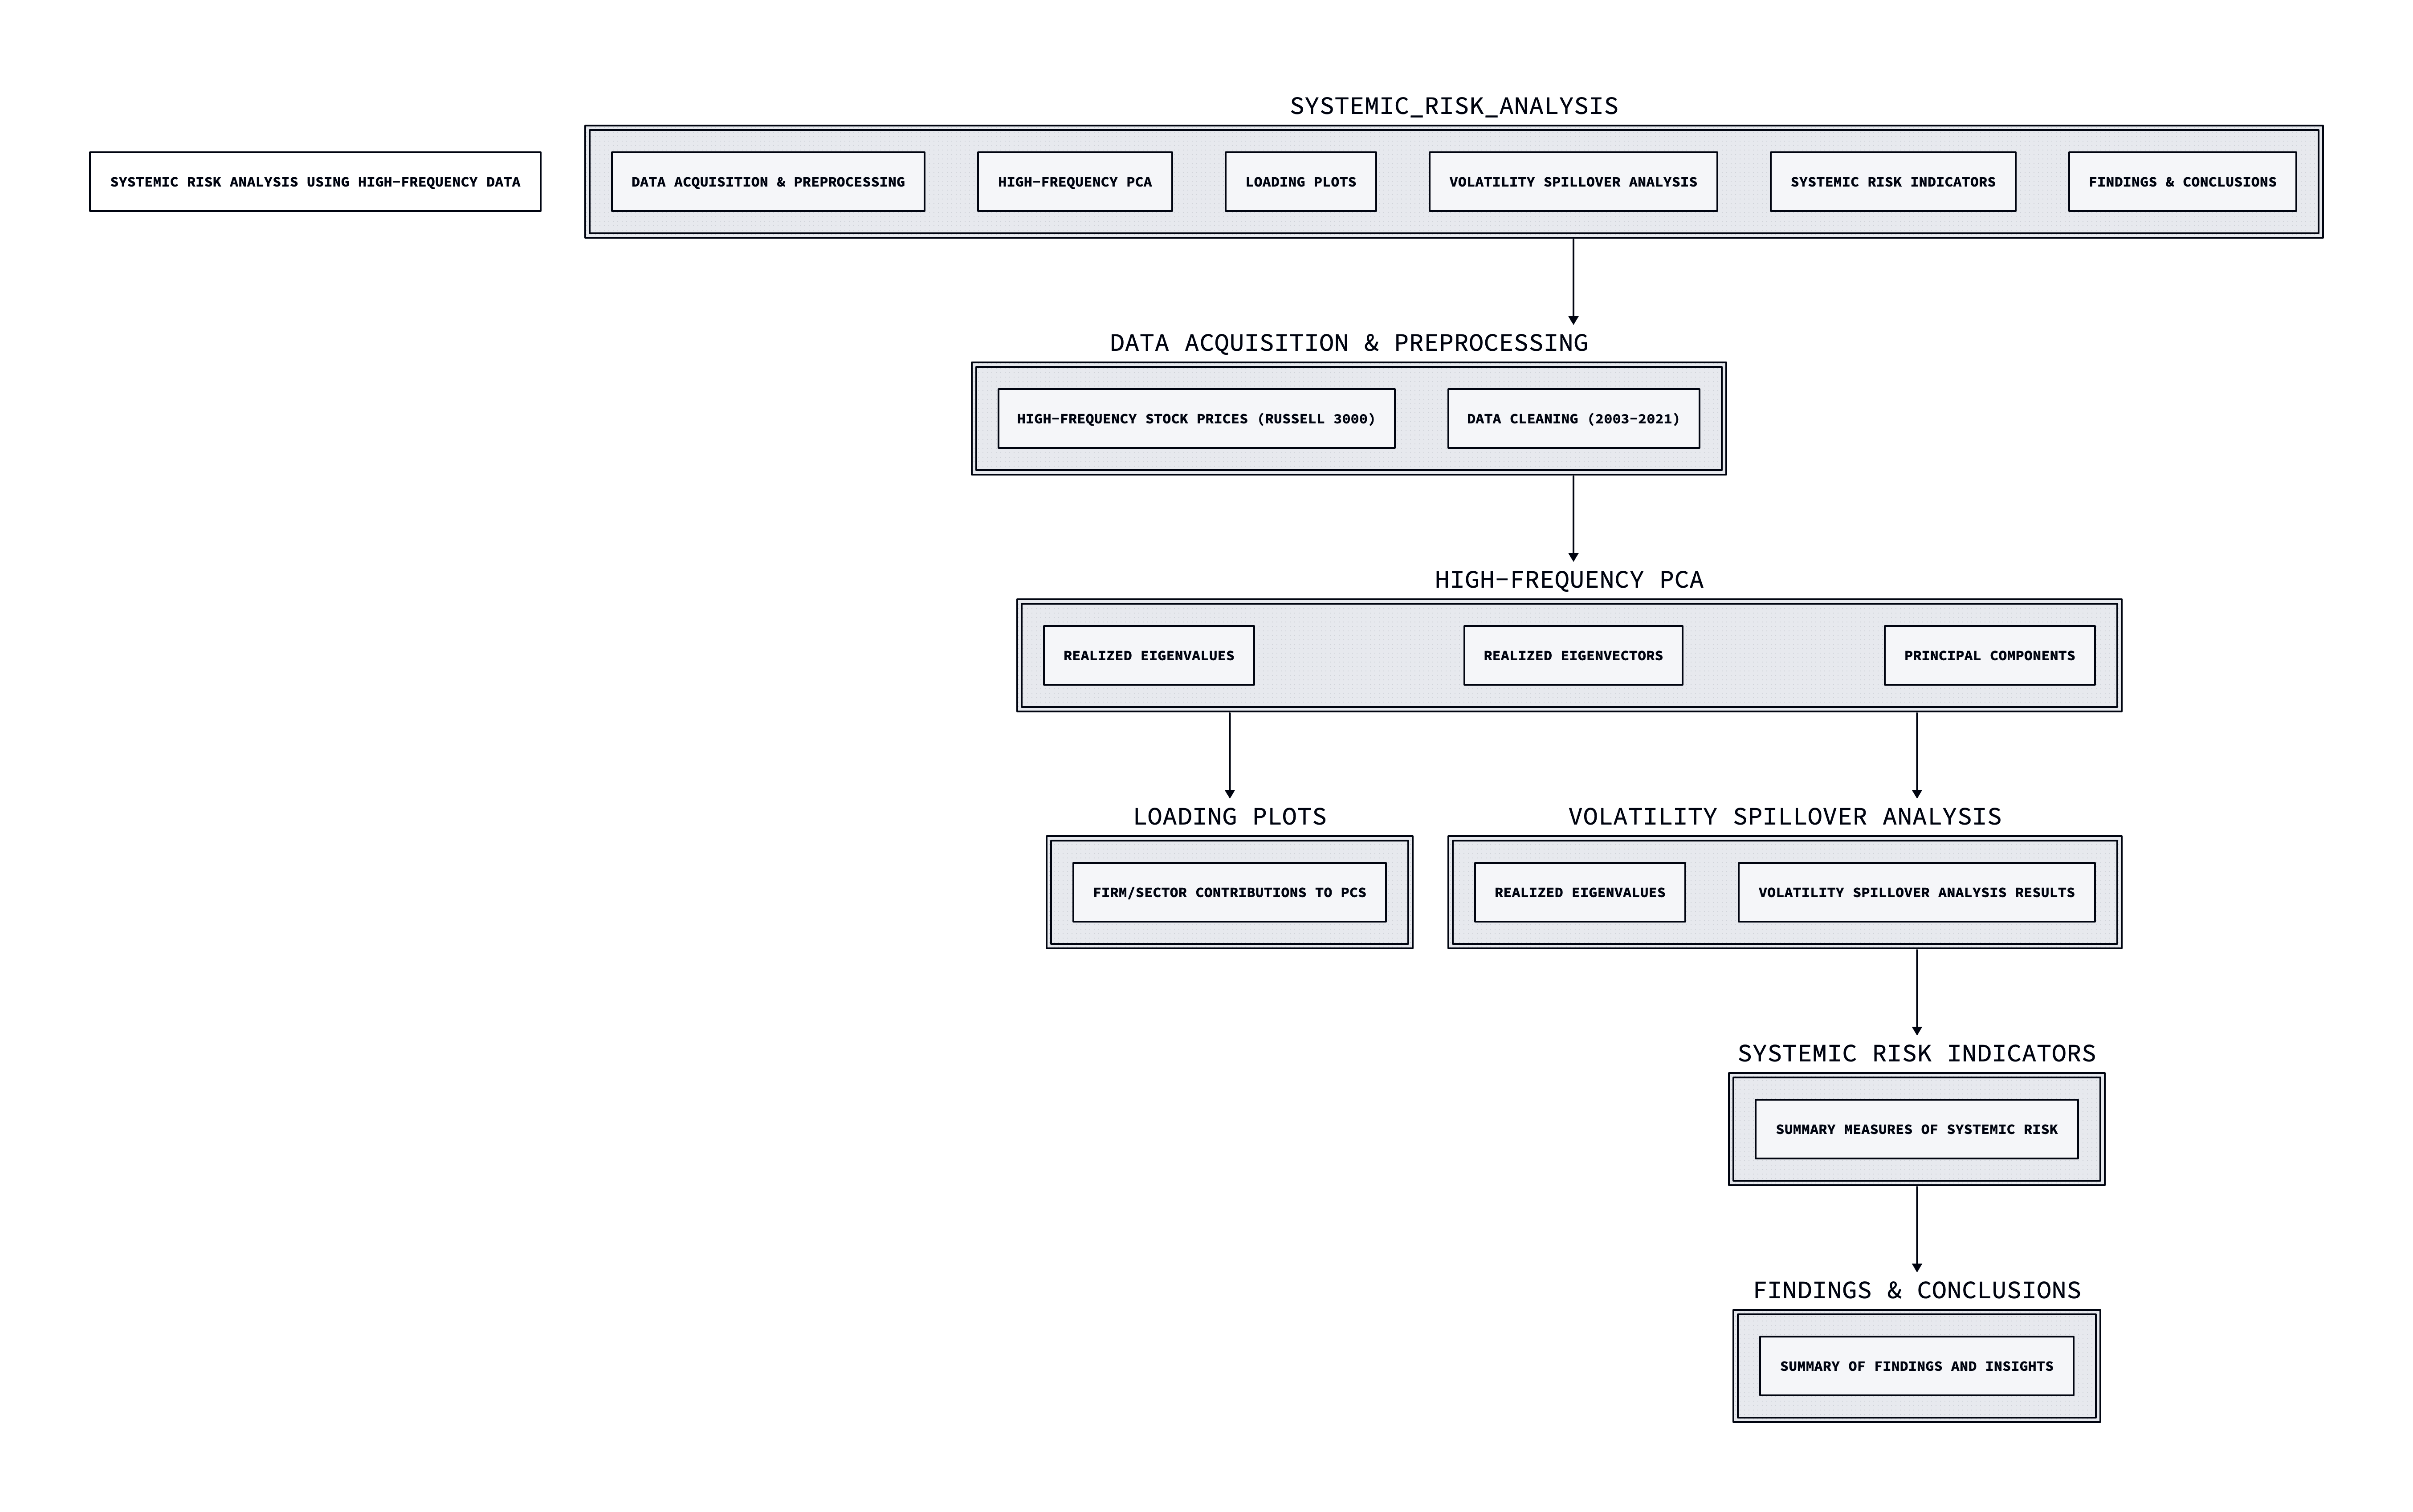 SYSTEMIC_RISK_ANALYSIS
SYSTEMIC RISK ANALYSIS USING HIGH-FREQUENCY DATA
DATA ACQUISITION & PREPROCESSING
HIGH-FREQUENCY PCA
LOADING PLOTS
VOLATILITY SPILLOVER ANALYSIS
SYSTEMIC RISK INDICATORS
FINDINGS & CONCLUSIONS
DATA ACQUISITION & PREPROCESSING
HIGH-FREQUENCY STOCK PRICES (RUSSELL 3000)
DATA CLEANING (2003-2021)
HIGH-FREQUENCY PCA
REALIZED EIGENVALUES
REALIZED EIGENVECTORS
PRINCIPAL COMPONENTS
LOADING PLOTS
FIRM/SECTOR CONTRIBUTIONS TO PCS
VOLATILITY SPILLOVER ANALYSIS
REALIZED EIGENVALUES
VOLATILITY SPILLOVER ANALYSIS RESULTS
SYSTEMIC RISK INDICATORS
SUMMARY MEASURES OF SYSTEMIC RISK
FINDINGS & CONCLUSIONS
SUMMARY OF FINDINGS AND INSIGHTS